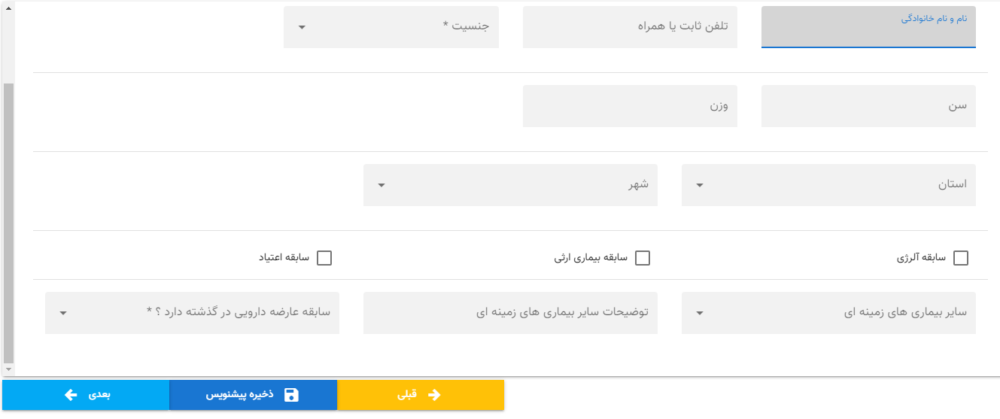 نام و نام خانوادگی
تلفن ثابت یا همراه
جنسیت *
سن
وزن
استان
شهر
سابقه آلرژی
سابقه بیماری ارثی
سابقه اعتیاد
سایر بیماری های زمینه ای
توضیحات سایر بیماری های زمینه ای
سابقه عارضه دارویی در گذشته دارد ؟ *
قبلی
ذخیره پیشنویس
بعدی